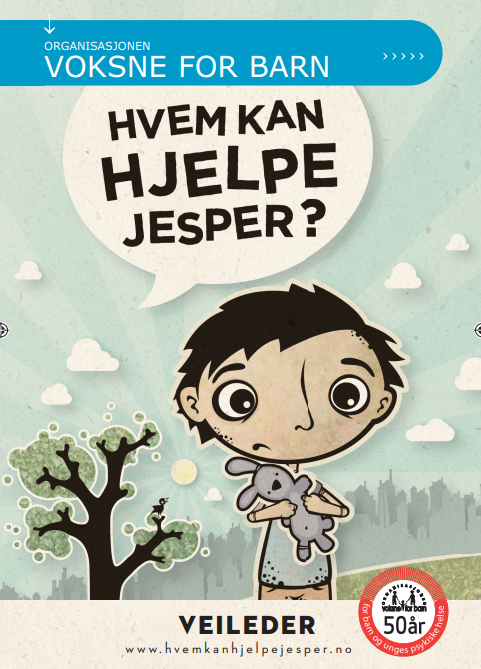 ORGANISASJONEN
VOKSNE FOR BARN
›››››
HVEM KAN
HJELPE
JESPER?
VEILEDER
www.hvemkanhjelpejesper.no
voksne for barn
50år
for barn og unges psykiske helse